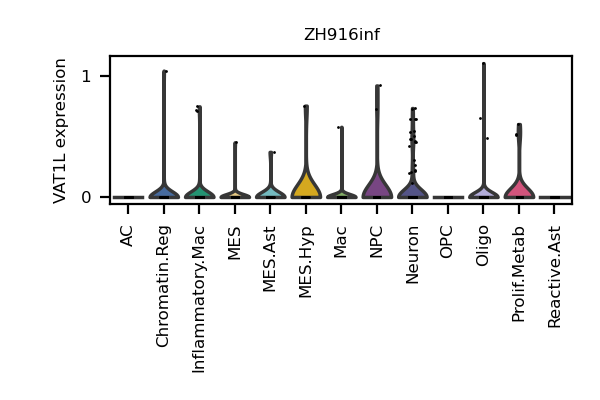 ZH916inf
VAT1L expression
1
0
AC
Chromatin.Reg
Inflammatory.Mac
MES
MES.Ast
MES.Hyp
Mac
NPC
Neuron
OPC
Oligo
Prolif.Metab
Reactive.Ast